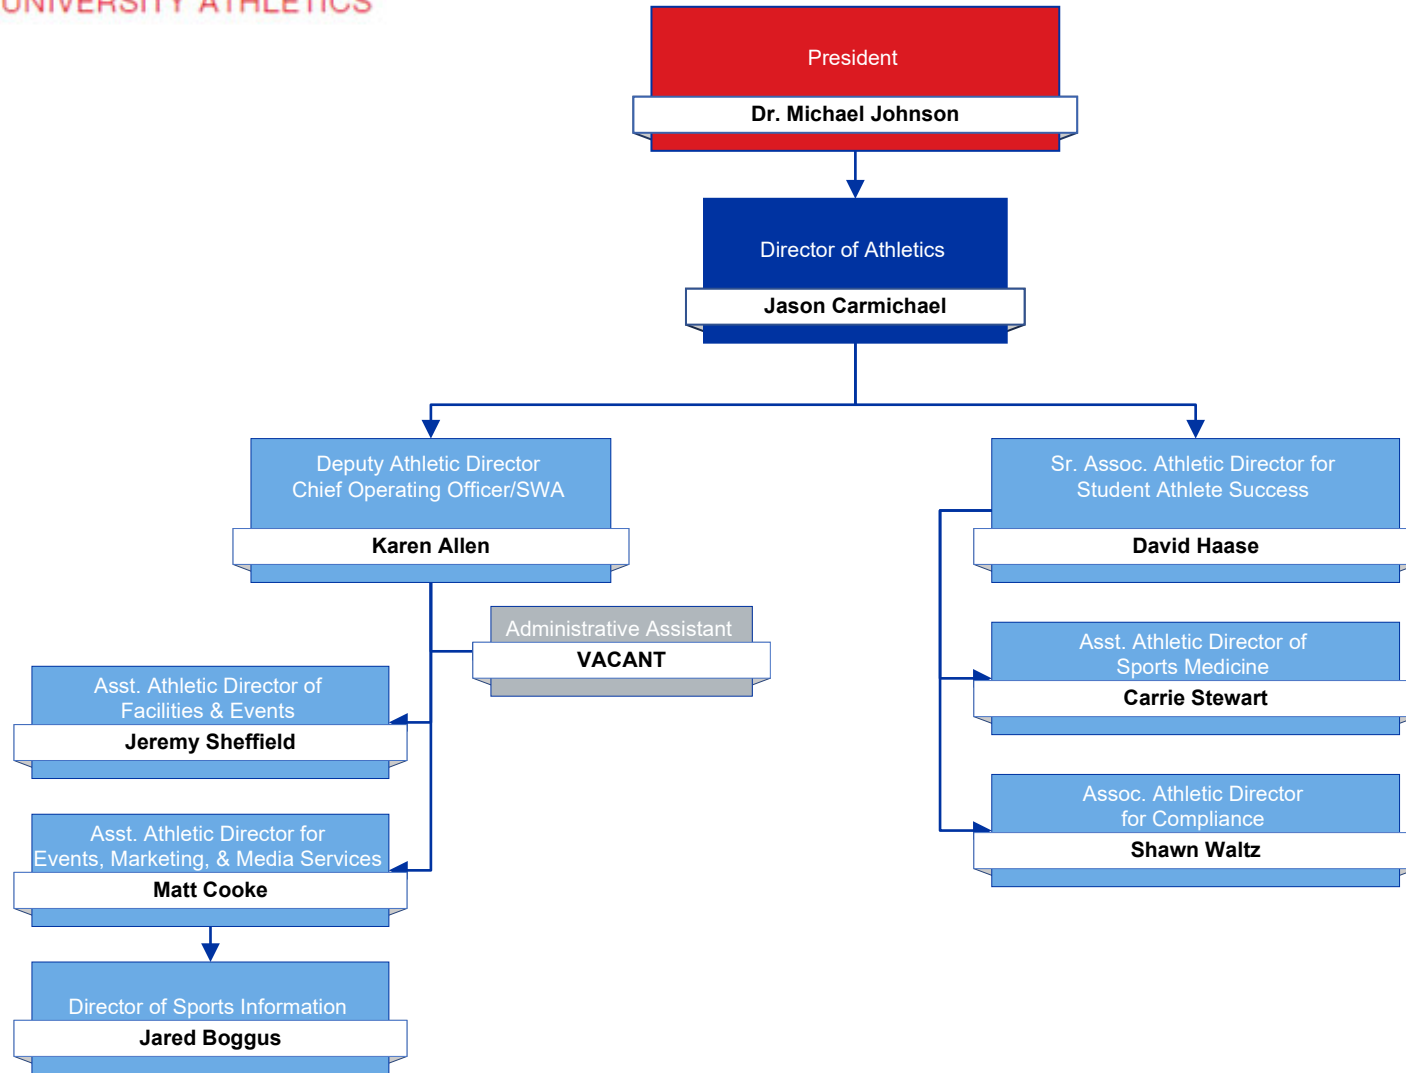 UNIVERSITY ATHLETICS
President
Dr. Michael Johnson
Director of Athletics
Jason Carmichael
Deputy Athletic Director
Chief Operating Officer/SWA
Karen Allen
Sr. Assoc. Athletic Director for
Student Athlete Success
David Haase
Administrative Assistant
VACANT
Asst. Athletic Director of
Facilities & Events
Jeremy Sheffield
Asst. Athletic Director of
Sports Medicine
Carrie Stewart
Asst. Athletic Director for
Events, Marketing, & Media Services
Matt Cooke
Assoc. Athletic Director
for Compliance
Shawn Waltz
Director of Sports Information
Jared Boggus